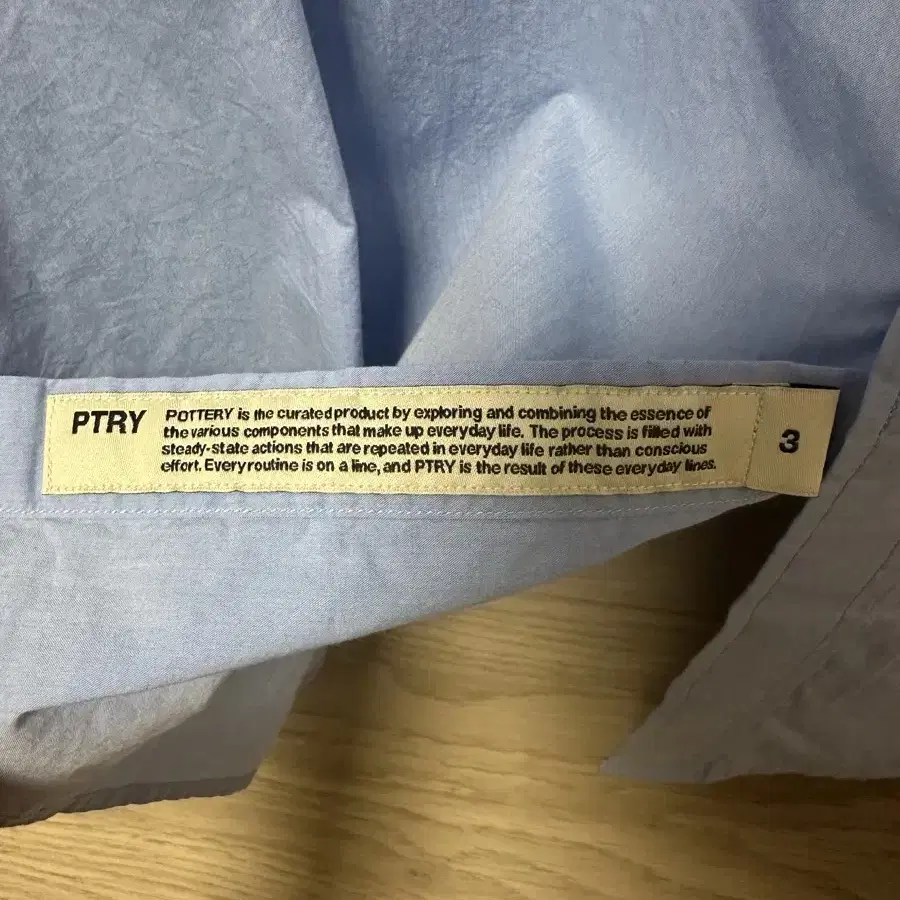 PTRY
POTTERY is the curated product by exploring and combining the essence of
the various components that make up everyday life. The process is filled with
steady-state actions that are repeated in everyday life rather than conscious
effort. Every routine is on a line, and PTRY is the result of these everyday lines.
3